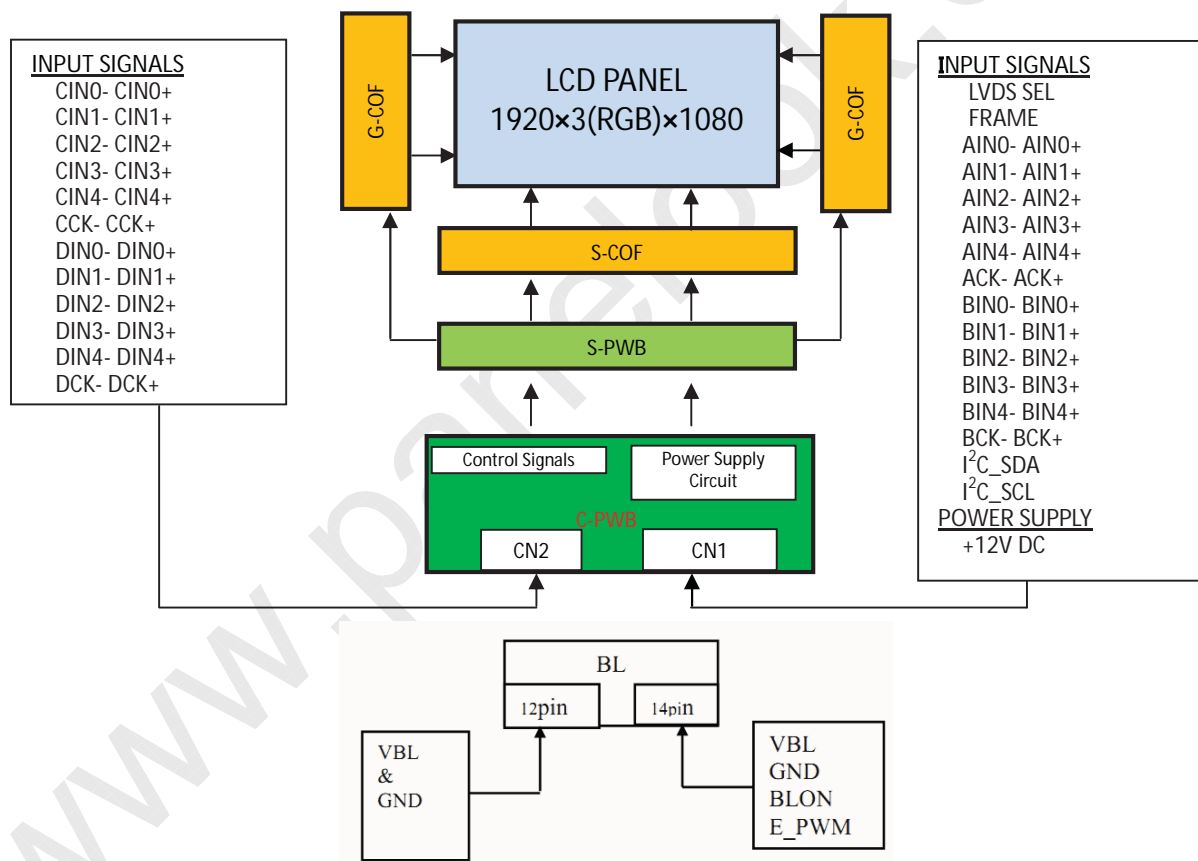 INPUT SIGNALS
CIN0- CIN0+
CIN1- CIN1+
CIN2- CIN2+
CIN3- CIN3+
CIN4- CIN4+
CCK- CCK+
DIN0- DIN0+
DIN1- DIN1+
DIN2- DIN2+
DIN3- DIN3+
DIN4- DIN4+
DCK- DCK+
G-COF
LCD PANEL
1920×3(RGB)×1080
G-COF
S-COF
S-PWB
Control Signals
Power Supply
Circuit
C-PWB
CN2
CN1
INPUT SIGNALS
LVDS SEL
FRAME
AIN0- AIN0+
AIN1- AIN1+
AIN2- AIN2+
AIN3- AIN3+
AIN4- AIN4+
ACK- ACK+
BIN0- BIN0+
BIN1- BIN1+
BIN2- BIN2+
BIN3- BIN3+
BIN4- BIN4+
BCK- BCK+
I²C_SDA
I²C_SCL
POWER SUPPLY
+12V DC
BL
12pin
14pin
VBL
&
GND
VBL
GND
BLON
E_PWM
www.panelook.